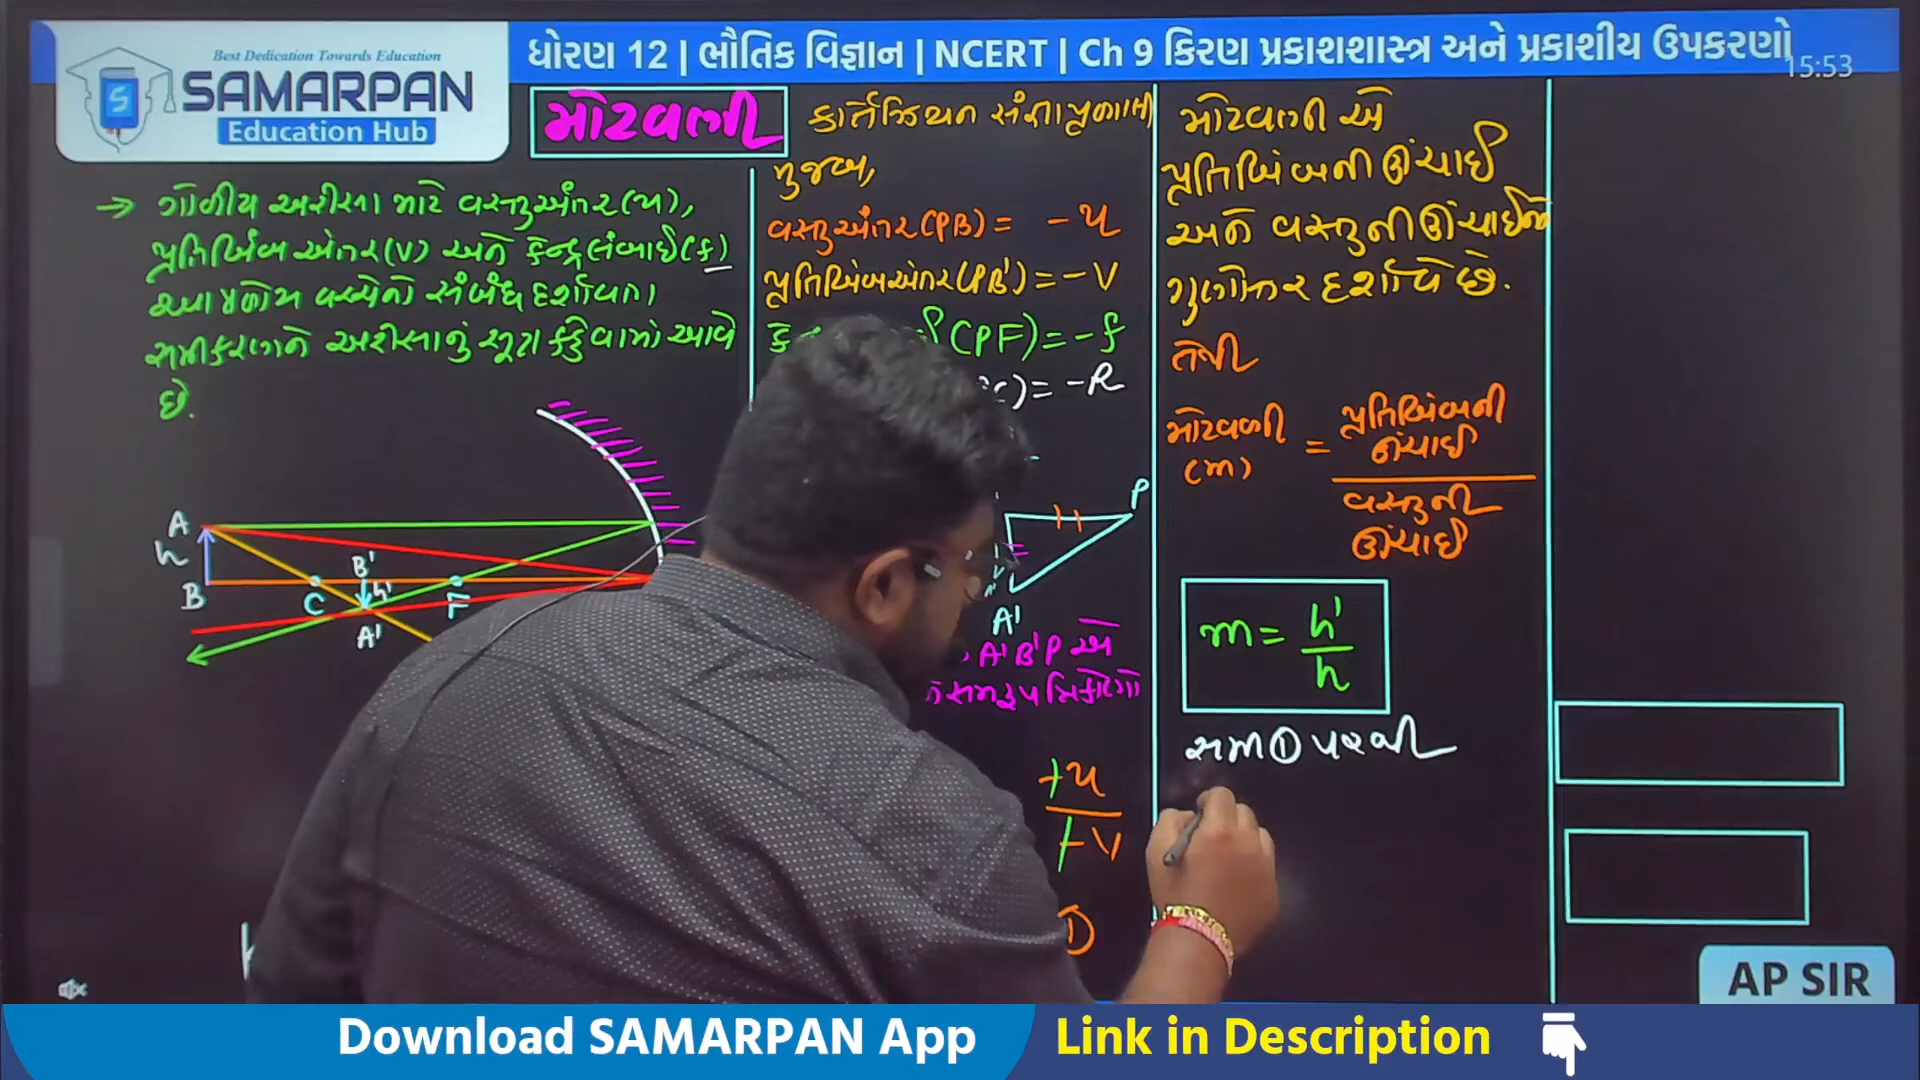 Best Dedication Towards Education
SAMARPAN
Education Hub
ધોરણ 12 | ભૌતિક વિજ્ઞાન | NCERT | Ch 9 કિરણ પ્રકાશશાસ્ત્ર અને પ્રકાશીય ઉપકરણો
15:53
મોટવણી
→ ગોળીય અરીસા માટે વસ્તુઅંતર(u),
પ્રતિબિંબ અંતર(V) અને કેન્દ્રલંબાઈ(f)
આ ત્રણેય વચ્ચેનો સંબંધ દર્શાવતા
સમીકરણને અરીસાનું સૂત્ર કહેવામાં આવે
છે.
A
h
B
C
B'
h'
A'
F
કાર્તેઝિયન સંજ્ઞા પ્રણાલી
મુજબ,
વસ્તુઅંતર(PB) = -u
પ્રતિબિંબઅંતર(PB') = -V
(PF) = -f
) = -R
P
A'
A'B'P એ
સમરૂપ ત્રિકોણો
+u
+V
①
મોટવણી એ
પ્રતિબિંબની ઊંચાઈ
અને વસ્તુની ઊંચાઈનો
ગુણોત્તર દર્શાવે છે.
તેથી
મોટવણી (m) = પ્રતિબિંબની ઊંચાઈ
વસ્તુની ઊંચાઈ
m = h'
h
સમી ① પરથી
AP SIR
Download SAMARPAN App
Link in Description